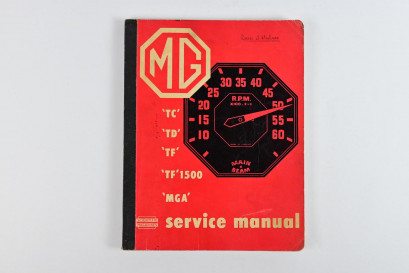 MG
30 35
25 40
20 45
15 50
10 55
60
R.P.M.
MAIN
BEAM
'TC'
'TD'
'TF'
'TF' 1500
'MGA'
service manual